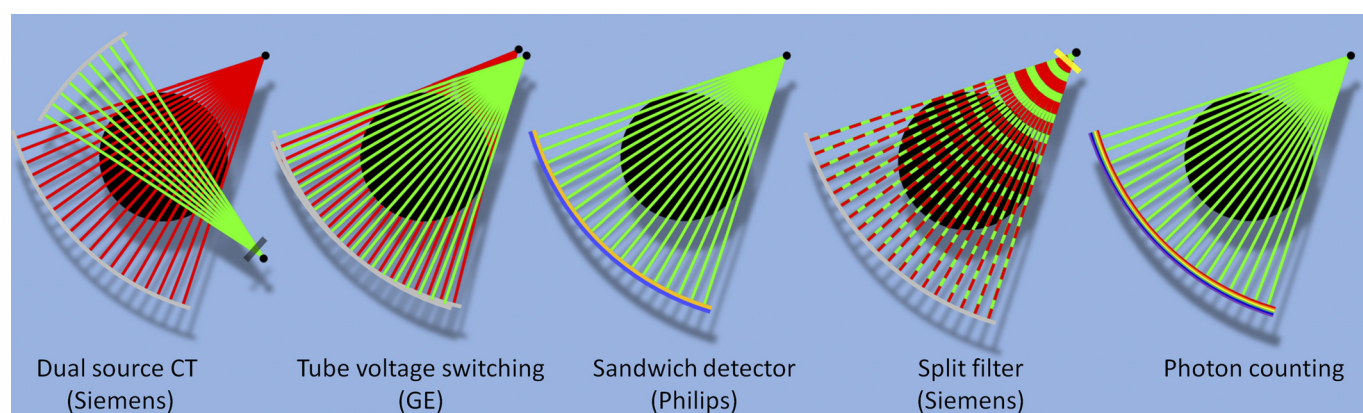 Dual source CT
(Siemens)
Tube voltage switching
(GE)
Sandwich detector
(Philips)
Split filter
(Siemens)
Photon counting